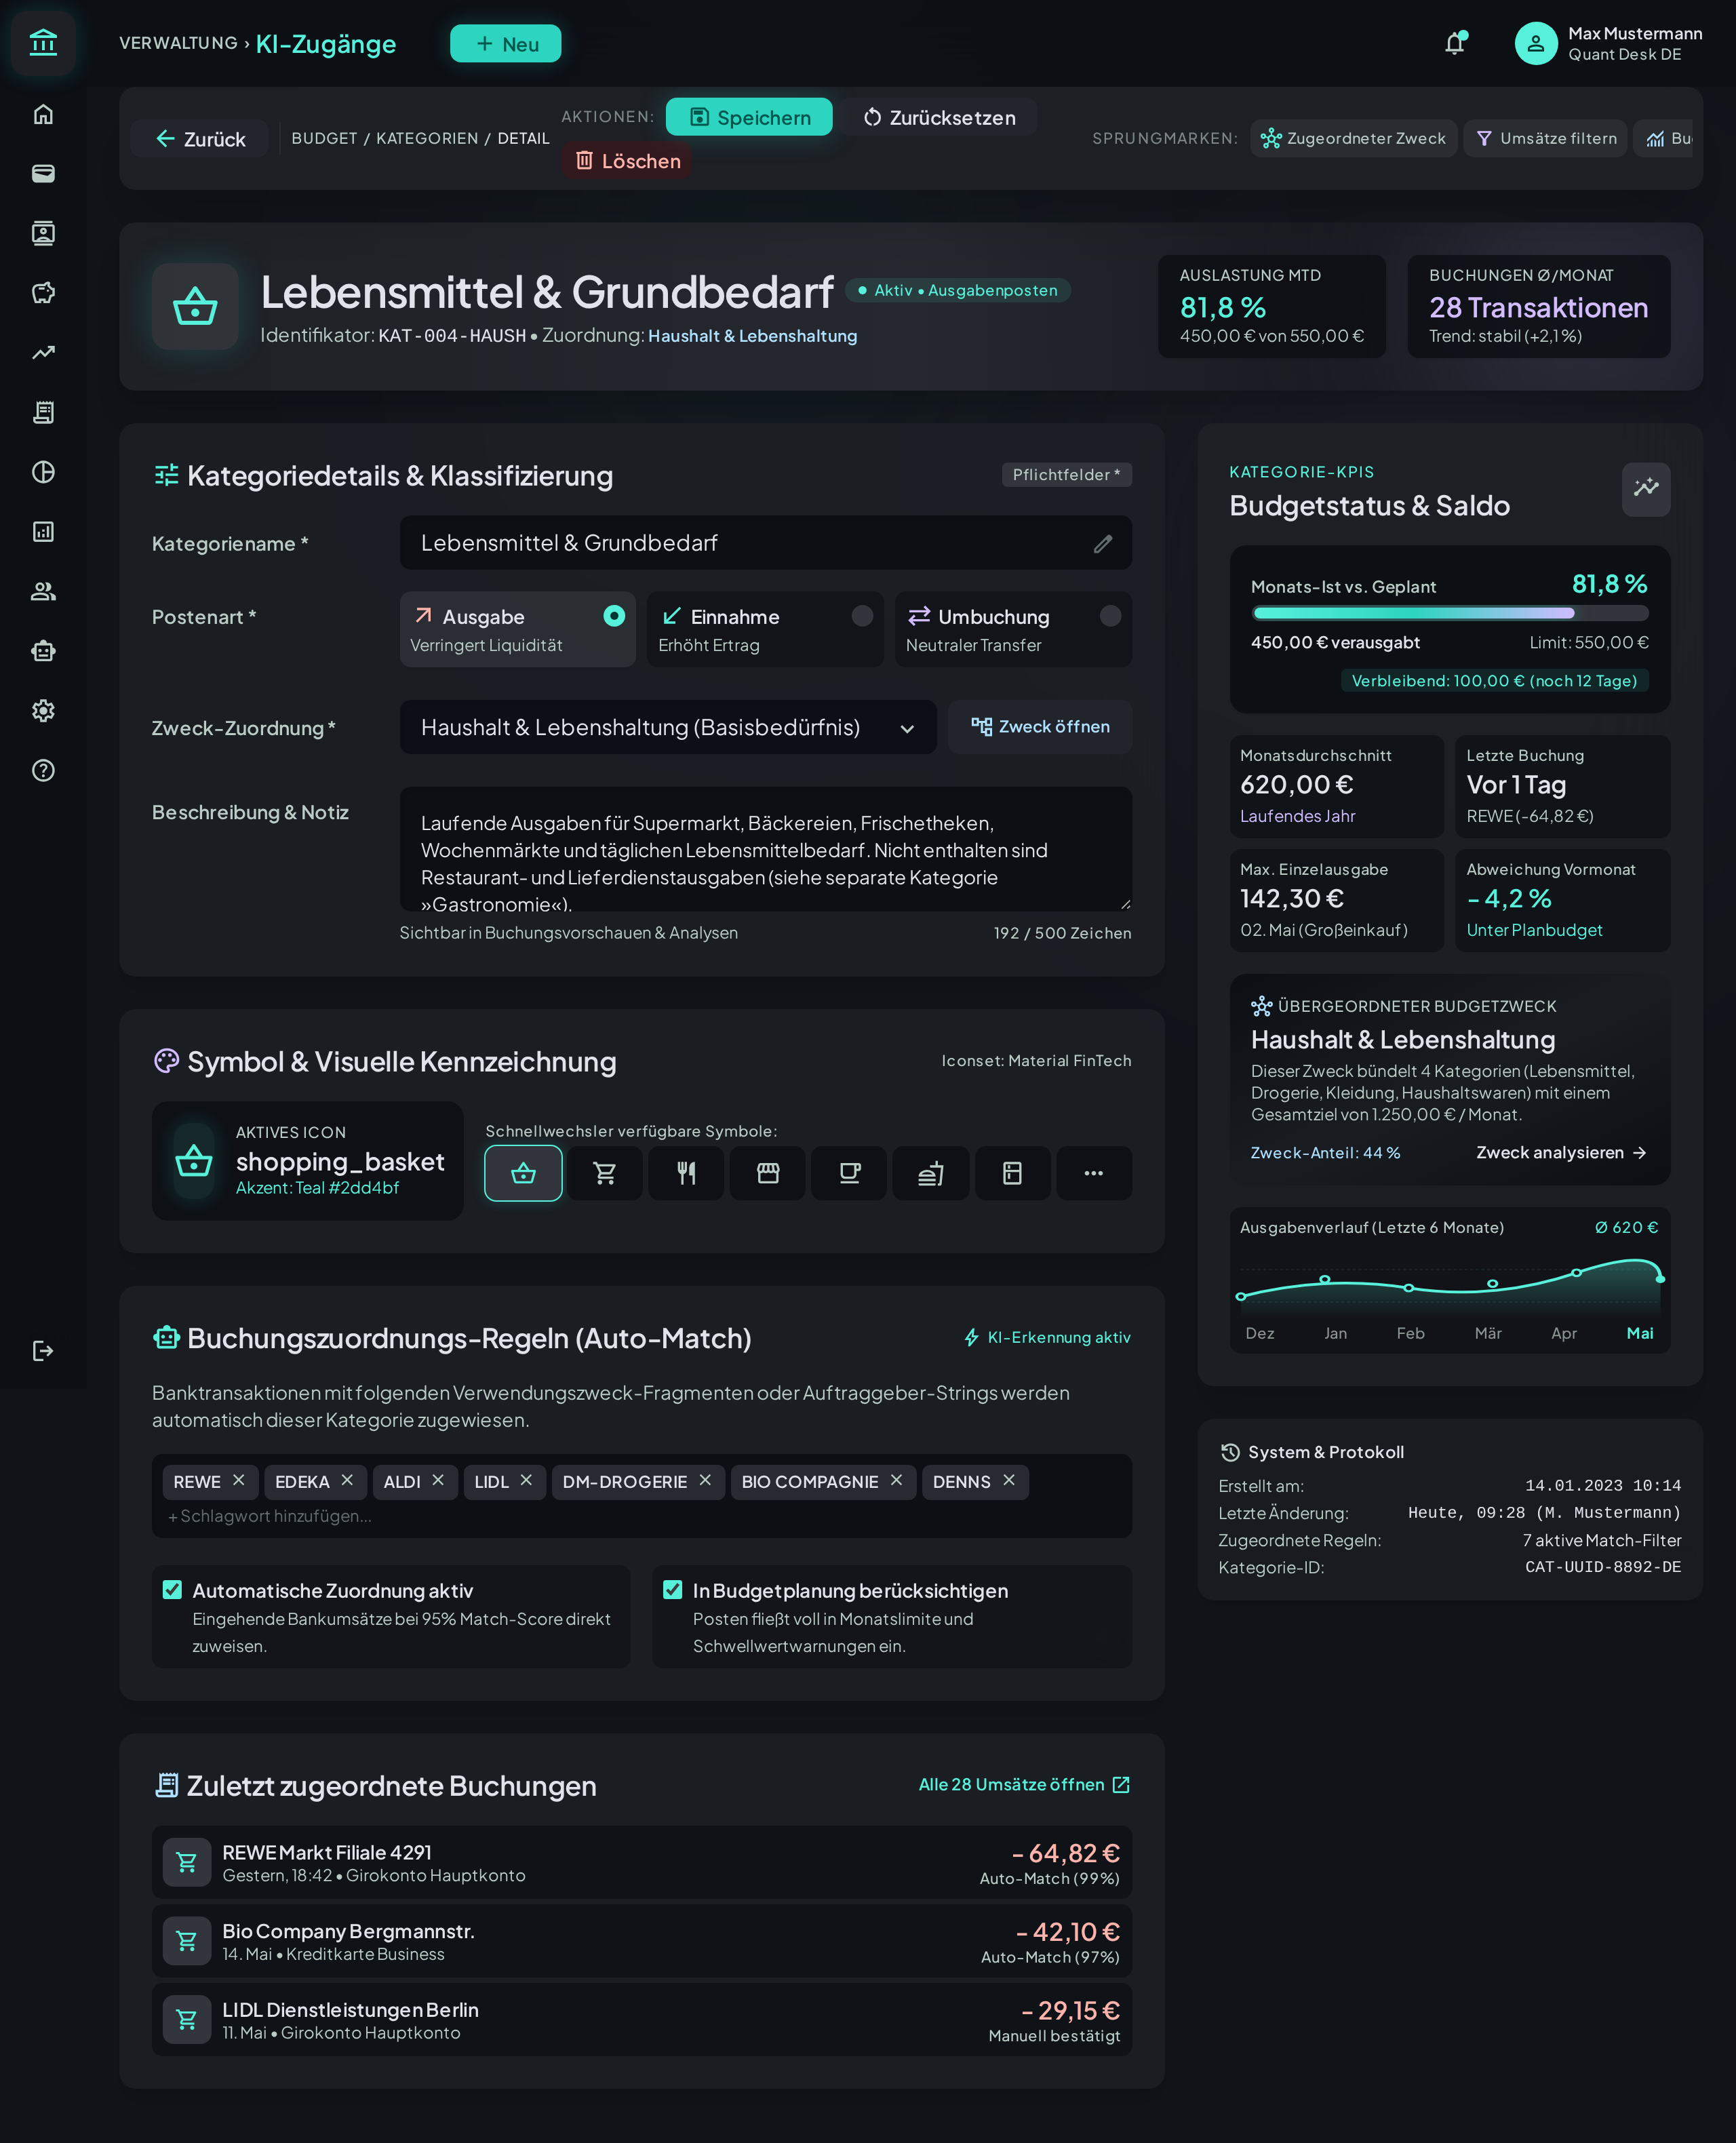 VERWALTUNG › KI-Zugänge
Neu
Max Mustermann
Quant Desk DE
Zurück
BUDGET / KATEGORIEN / DETAIL
AKTIONEN:
Speichern
Zurücksetzen
Löschen
SPRUNGMARKEN:
Zugeordneter Zweck
Umsätze filtern
Lebensmittel & Grundbedarf
Aktiv • Ausgabenposten
Identifikator: KAT-004-HAUSH • Zuordnung: Haushalt & Lebenshaltung
AUSLASTUNG MTD
81,8 %
450,00 € von 550,00 €
BUCHUNGEN Ø/MONAT
28 Transaktionen
Trend: stabil (+2,1 %)
Kategoriedetails & Klassifizierung
Pflichtfelder *
Kategoriename *
Lebensmittel & Grundbedarf
Postenart *
Ausgabe
Verringert Liquidität
Einnahme
Erhöht Ertrag
Umbuchung
Neutraler Transfer
Zweck-Zuordnung *
Haushalt & Lebenshaltung (Basisbedürfnis)
Zweck öffnen
Beschreibung & Notiz
Laufende Ausgaben für Supermarkt, Bäckereien, Frischetheken,
Wochenmärkte und täglichen Lebensmittelbedarf. Nicht enthalten sind
Restaurant- und Lieferdienstausgaben (siehe separate Kategorie
»Gastronomie«).
Sichtbar in Buchungsvorschauen & Analysen
192 / 500 Zeichen
Symbol & Visuelle Kennzeichnung
Iconset: Material FinTech
AKTIVES ICON
shopping_basket
Akzent: Teal #2dd4bf
Schnellwechsler verfügbare Symbole:
Buchungszuordnungs-Regeln (Auto-Match)
KI-Erkennung aktiv
Banktransaktionen mit folgenden Verwendungszweck-Fragmenten oder Auftraggeber-Strings werden
automatisch dieser Kategorie zugewiesen.
REWE
EDEKA
ALDI
LIDL
DM-DROGERIE
BIO COMPAGNIE
DENNS
+ Schlagwort hinzufügen...
Automatische Zuordnung aktiv
Eingehende Bankumsätze bei 95% Match-Score direkt
zuweisen.
In Budgetplanung berücksichtigen
Posten fließt voll in Monatslimite und
Schwellwertwarnungen ein.
Zuletzt zugeordnete Buchungen
Alle 28 Umsätze öffnen
REWE Markt Filiale 4291
Gestern, 18:42 • Girokonto Hauptkonto
- 64,82 €
Auto-Match (99%)
Bio Company Bergmannstr.
14. Mai • Kreditkarte Business
- 42,10 €
Auto-Match (97%)
LIDL Dienstleistungen Berlin
11. Mai • Girokonto Hauptkonto
- 29,15 €
Manuell bestätigt
KATEGORIE-KPIS
Budgetstatus & Saldo
Monats-Ist vs. Geplant
81,8 %
450,00 € verausgabt
Limit: 550,00 €
Verbleibend: 100,00 € (noch 12 Tage)
Monatsdurchschnitt
620,00 €
Laufendes Jahr
Letzte Buchung
Vor 1 Tag
REWE (-64,82 €)
Max. Einzelausgabe
142,30 €
02. Mai (Großeinkauf)
Abweichung Vormonat
- 4,2 %
Unter Planbudget
ÜBERGEORDNETER BUDGETZWECK
Haushalt & Lebenshaltung
Dieser Zweck bündelt 4 Kategorien (Lebensmittel,
Drogerie, Kleidung, Haushaltswaren) mit einem
Gesamtziel von 1.250,00 € / Monat.
Zweck-Anteil: 44 %
Zweck analysieren →
Ausgabenverlauf (Letzte 6 Monate)
Ø 620 €
Dez
Jan
Feb
Mär
Apr
Mai
System & Protokoll
Erstellt am:
14.01.2023 10:14
Letzte Änderung:
Heute, 09:28 (M. Mustermann)
Zugeordnete Regeln:
7 aktive Match-Filter
Kategorie-ID:
CAT-UUID-8892-DE